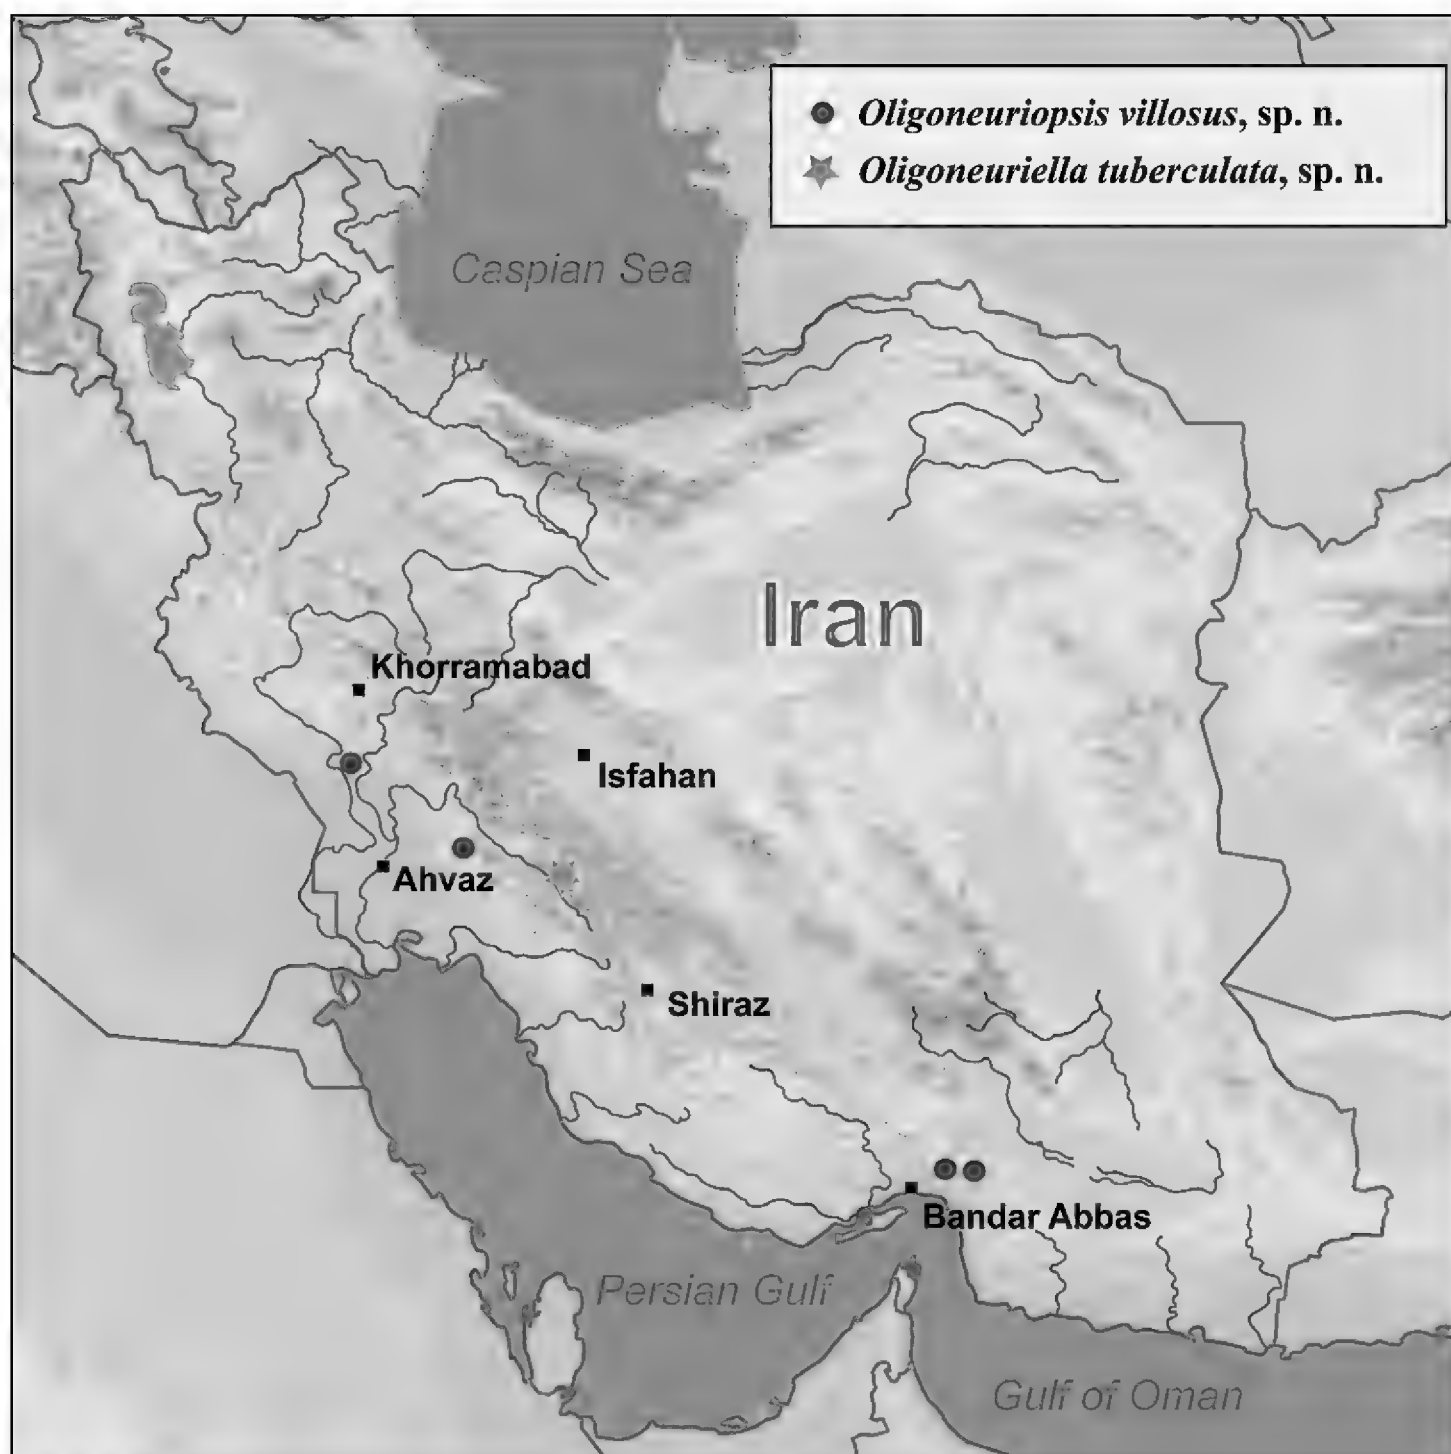 Oligoneuriopsis villosus, sp. n.
Oligoneuriella tuberculata, sp. n.
Caspian Sea
Iran
Khorramabad
Isfahan
Ahvaz
Shiraz
Bandar Abbas
Persian Gulf
Gulf of Oman